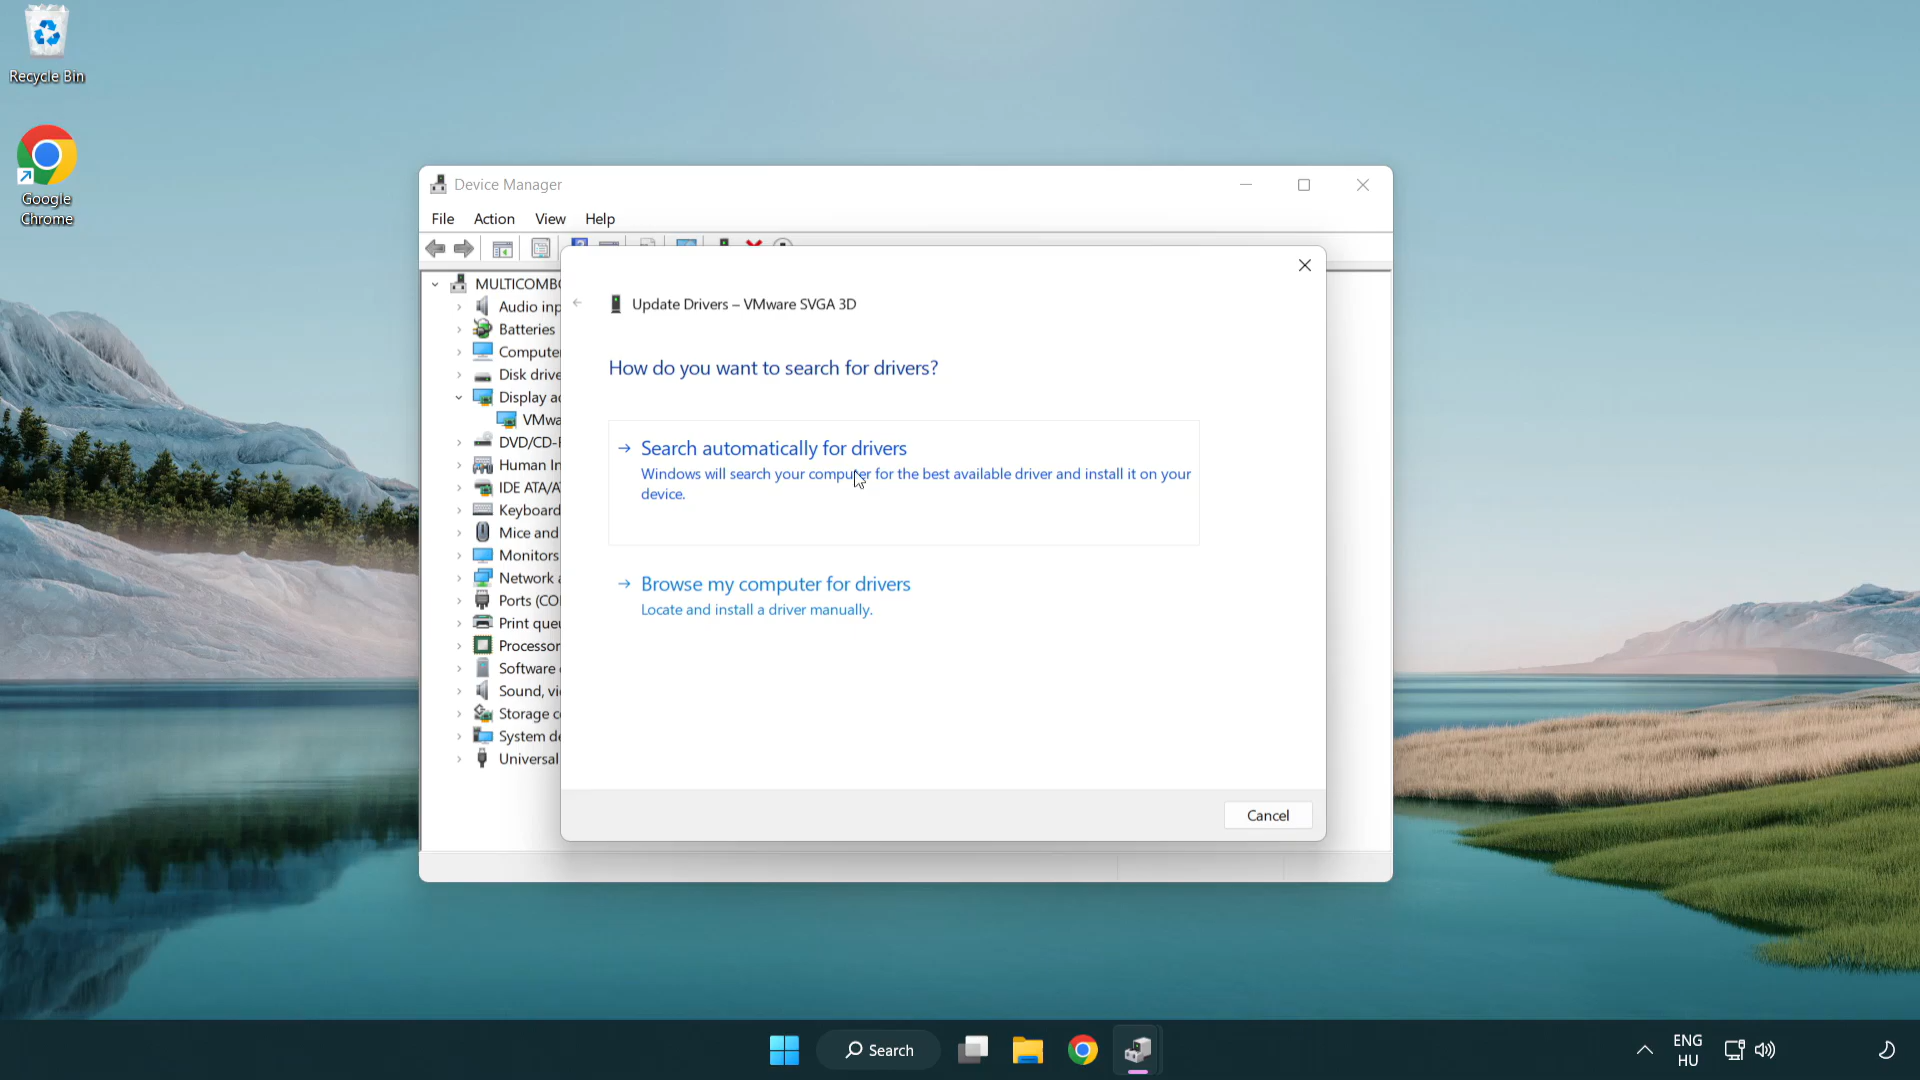 Recycle Bin
Google
Chrome
Device Manager
File Action View Help
MULTICOMBO
Audio inp
Batteries
Compute
Disk drive
Display a
VMwa
DVD/CD-
Human In
IDE ATA/A
Keyboard
Mice and
Monitors
Network
Ports (CO
Print que
Processor
Software
Sound, vi
Storage c
System de
Universal
Update Drivers – VMware SVGA 3D
How do you want to search for drivers?
Search automatically for drivers
Windows will search your computer for the best available driver and install it on your
device.
Browse my computer for drivers
Locate and install a driver manually.
Cancel
Search
ENG
HU